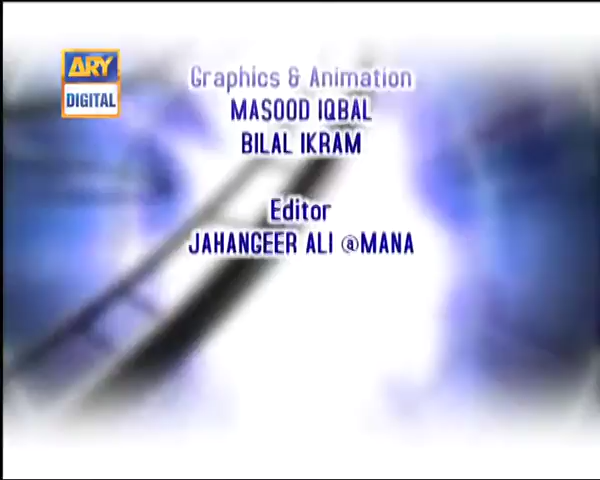 ARY
DIGITAL
Graphics & Animation
MASOOD IQBAL
BILAL IKRAM
Editor
JAHANGEER ALI @MANA